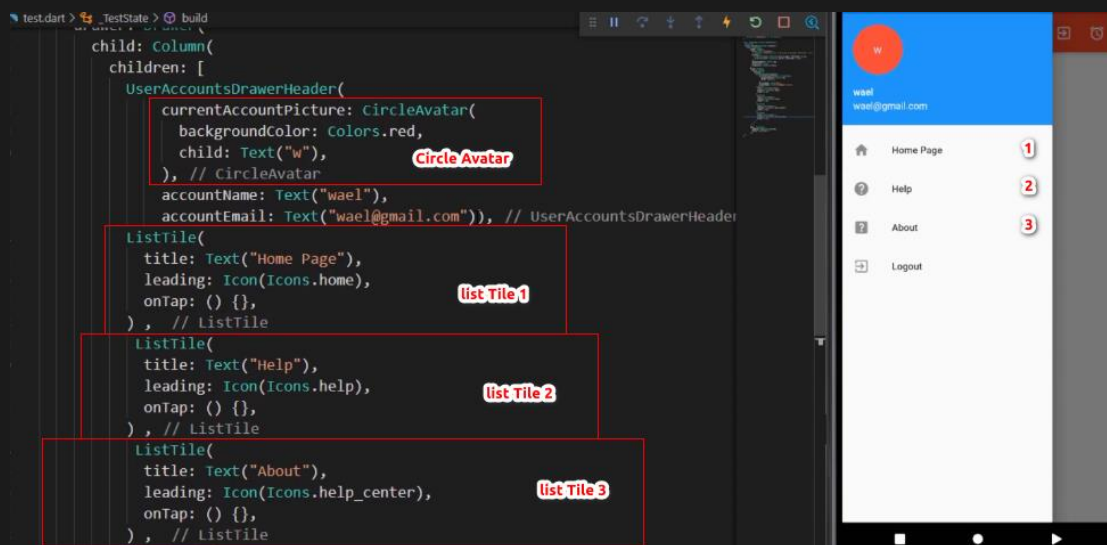 test.dart > _TestState > build
drawer: Drawer(
child: Column(
children: [
UserAccountsDrawerHeader(
currentAccountPicture: CircleAvatar(
backgroundColor: Colors.red,
child: Text("w"),
Circle Avatar
), // CircleAvatar
accountName: Text("wael"),
accountEmail: Text("wael@gmail.com")), // UserAccountsDrawerHeader
ListTile(
title: Text("Home Page"),
leading: Icon(Icons.home),
list Tile 1
onTap: () {},
) , // ListTile
ListTile(
title: Text("Help"),
leading: Icon(Icons.help),
list Tile 2
onTap: () {},
) , // ListTile
ListTile(
title: Text("About"),
leading: Icon(Icons.help_center),
list Tile 3
onTap: () {},
) , // ListTile
w
wael
wael@gmail.com
Home Page 1
Help 2
About 3
Logout